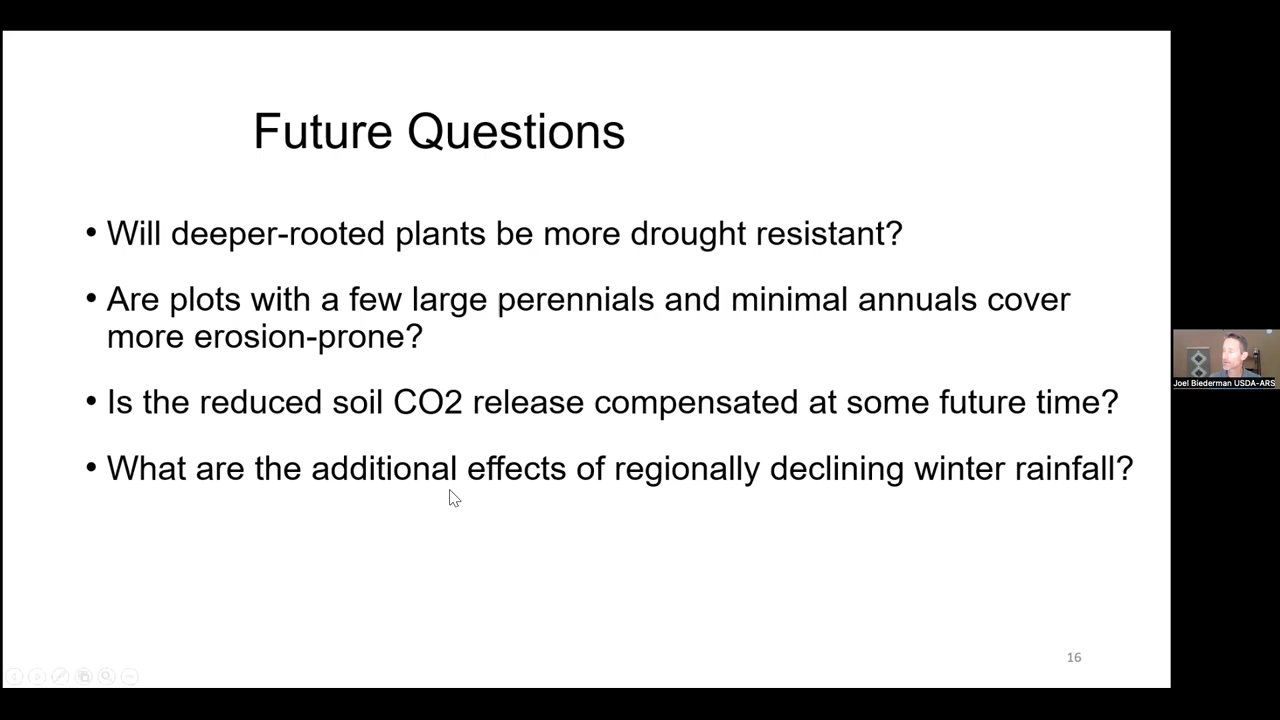 Future Questions
• Will deeper-rooted plants be more drought resistant?
• Are plots with a few large perennials and minimal annuals cover
more erosion-prone?
• Is the reduced soil CO2 release compensated at some future time?
Joel Biederman USDA-ARS
• What are the additional effects of regionally declining winter rainfall?
16